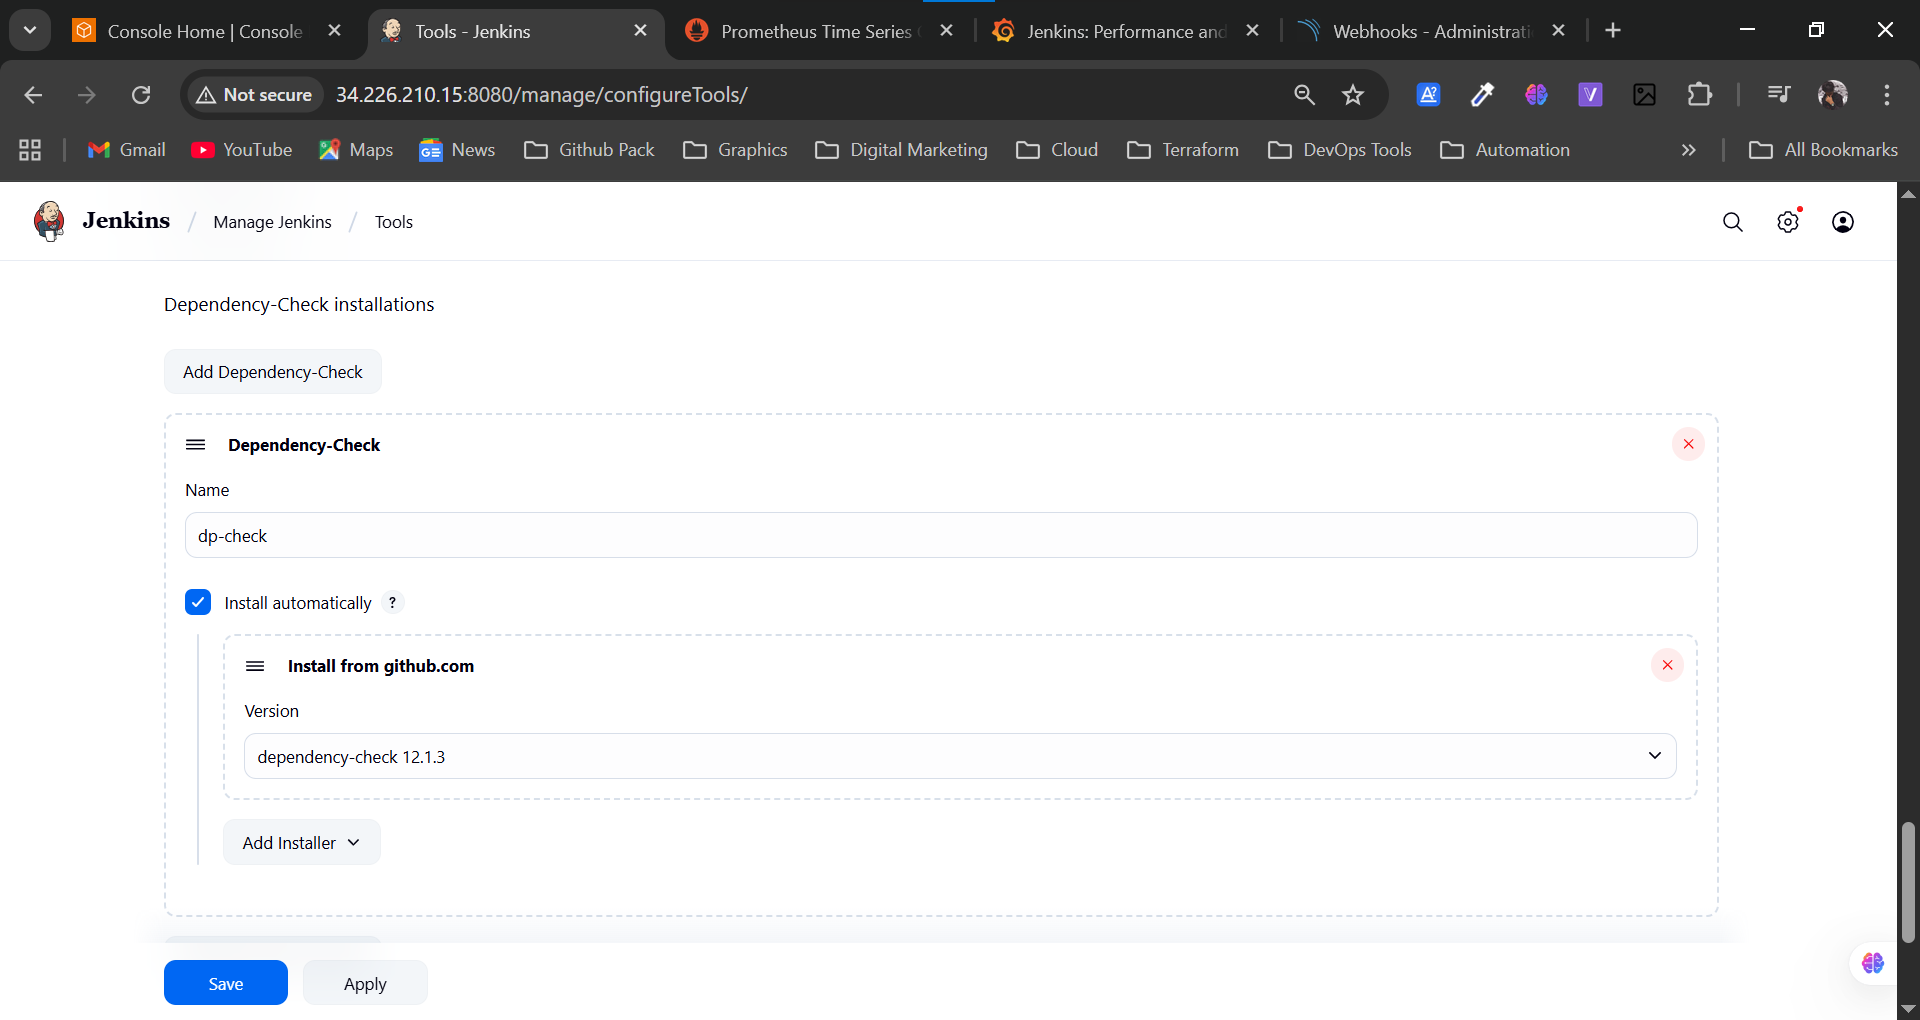 Console Home | Console
Tools - Jenkins
Prometheus Time Series
Jenkins: Performance and
Webhooks - Administrati
Not secure
34.226.210.15:8080/manage/configureTools/
Gmail
YouTube
Maps
News
Github Pack
Graphics
Digital Marketing
Cloud
Terraform
DevOps Tools
Automation
All Bookmarks
Jenkins / Manage Jenkins / Tools
Dependency-Check installations
Add Dependency-Check
Dependency-Check
Name
dp-check
Install automatically ?
Install from github.com
Version
dependency-check 12.1.3
Add Installer
Save
Apply